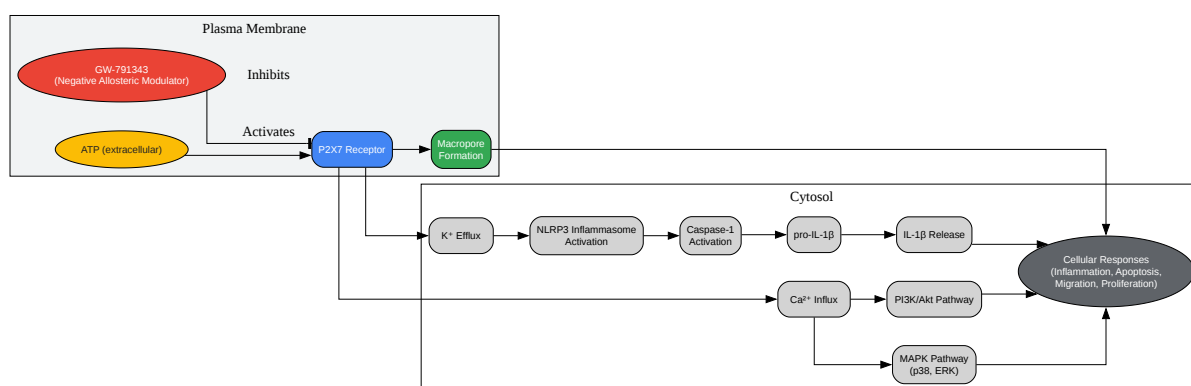 Plasma Membrane
GW-791343
(Negative Allosteric Modulator)
Inhibits
Activates
ATP (extracellular)
P2X7 Receptor
Macropore
Formation
Cytosol
K⁺ Efflux
NLRP3 Inflammasome
Activation
Caspase-1
Activation
pro-IL-1β
IL-1β Release
Cellular Responses
(Inflammation, Apoptosis,
Migration, Proliferation)
Ca²⁺ Influx
PI3K/Akt Pathway
MAPK Pathway
(p38, ERK)